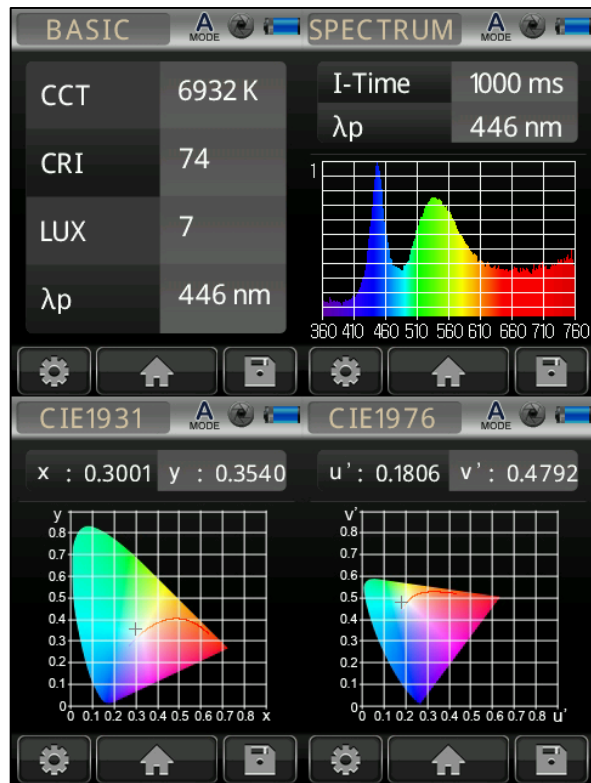 BASIC
A
MODE
CCT 6932 K
CRI 74
LUX 7
λp 446 nm
SPECTRUM
A
MODE
I-Time 1000 ms
λp 446 nm
1
360 410 460 510 560 610 660 710 760
CIE1931
A
MODE
x : 0.3001 y : 0.3540
y
0.8
0.7
0.6
0.5
0.4
0.3
0.2
0.1
0 0.1 0.2 0.3 0.4 0.5 0.6 0.7 0.8 x
CIE1976
A
MODE
u' : 0.1806 v' : 0.4792
v'
0.8
0.7
0.6
0.5
0.4
0.3
0.2
0.1
0 0.1 0.2 0.3 0.4 0.5 0.6 0.7 0.8 u'